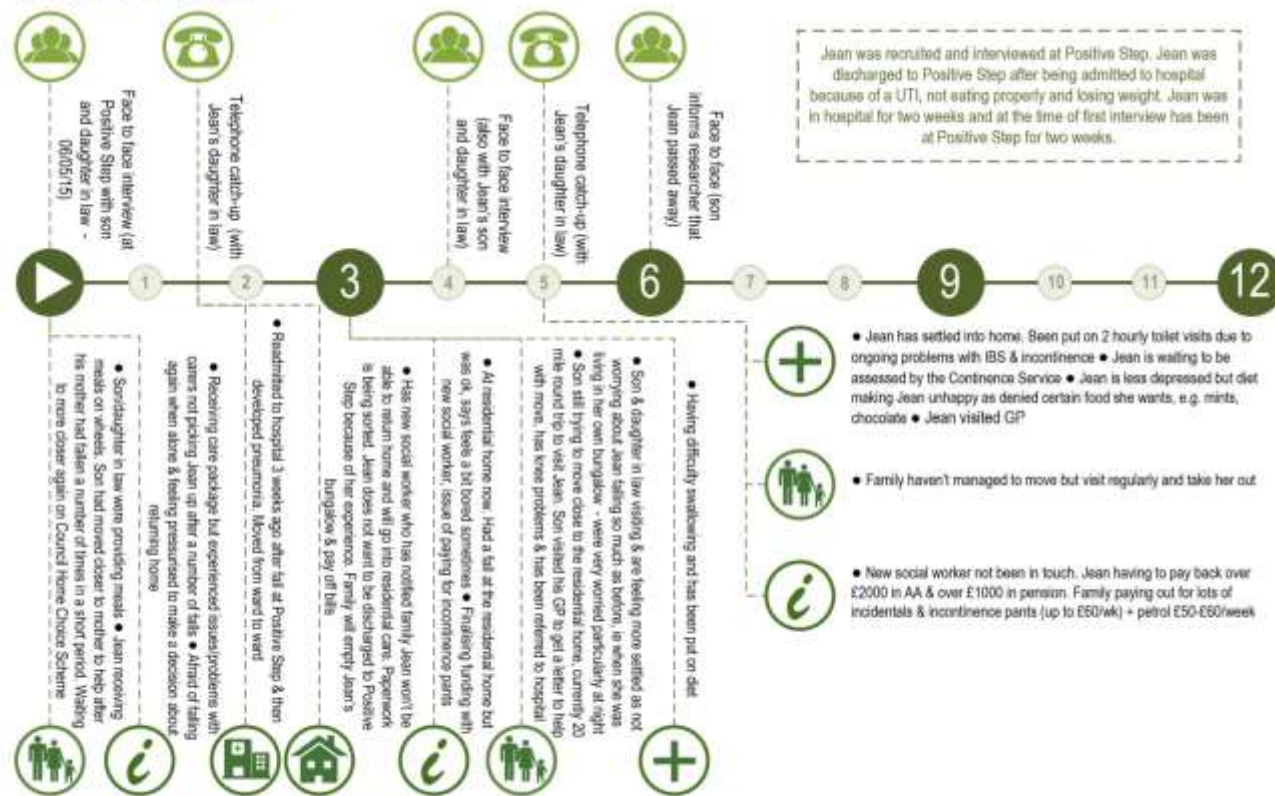 Face to face interview (at
Positive Step with son
and daughter in law -
06/05/15)
Telephone catch-up (with
Jean's daughter in law)
Face to face interview
(also with Jean's son
and daughter in law)
Telephone catch-up (with
Jean's daughter in law)
Face to face (son
informs researcher that
Jean passed away)
Jean was recruited and interviewed at Positive Step. Jean was
discharged to Positive Step after being admitted to hospital
because of a UTI, not eating properly and losing weight. Jean was
in hospital for two weeks and at the time of first interview has been
at Positive Step for two weeks.
1
2
3
4
5
6
7
8
9
10
11
12
● Son/daughter in law were providing meals ● Jean receiving
meals on wheels. Son had moved closer to mother to help after
his mother had fallen a number of times in a short period. Waiting
to more closer again on Council Home Choice Scheme
● Receiving care package but experienced issues/problems with
carers not picking Jean up after a number of falls ● Afraid of falling
again when alone & feeling pressurised to make a decision about
returning home
● Readmitted to hospital 3 weeks ago after fall at Positive Step & then
developed pneumonia. Moved from ward to ward
● Has new social worker who has notified family Jean won't be
able to return home and will go into residential care. Paperwork
is being sorted. Jean does not want to be discharged to Positive
Step because of her experience. Family will empty Jean's
bungalow & pay off bills
● At residential home now. Had a fall at the residential home but
was ok, says feels a bit bored sometimes ● Finalising funding with
new social worker, issue of paying for incontinence pants
● Son & daughter in law visiting & are feeling more settled as not
worrying about Jean falling so much as before, ie when she was
living in her own bungalow - were very worried particularly at night
● Son still trying to move close to the residential home, currently 20
mile round trip to visit Jean. Son visited his GP to get a letter to help
with move, has knee problems & has been referred to hospital
● Having difficulty swallowing and has been put on diet
● Jean has settled into home. Been put on 2 hourly toilet visits due to
ongoing problems with IBS & incontinence ● Jean is waiting to be
assessed by the Continence Service ● Jean is less depressed but diet
making Jean unhappy as denied certain food she wants, e.g. mints,
chocolate ● Jean visited GP
● Family haven't managed to move but visit regularly and take her out
● New social worker not been in touch. Jean having to pay back over
£2000 in AA & over £1000 in pension. Family paying out for lots of
incidentals & incontinence pants (up to £60/wk) + petrol £50-£60/week